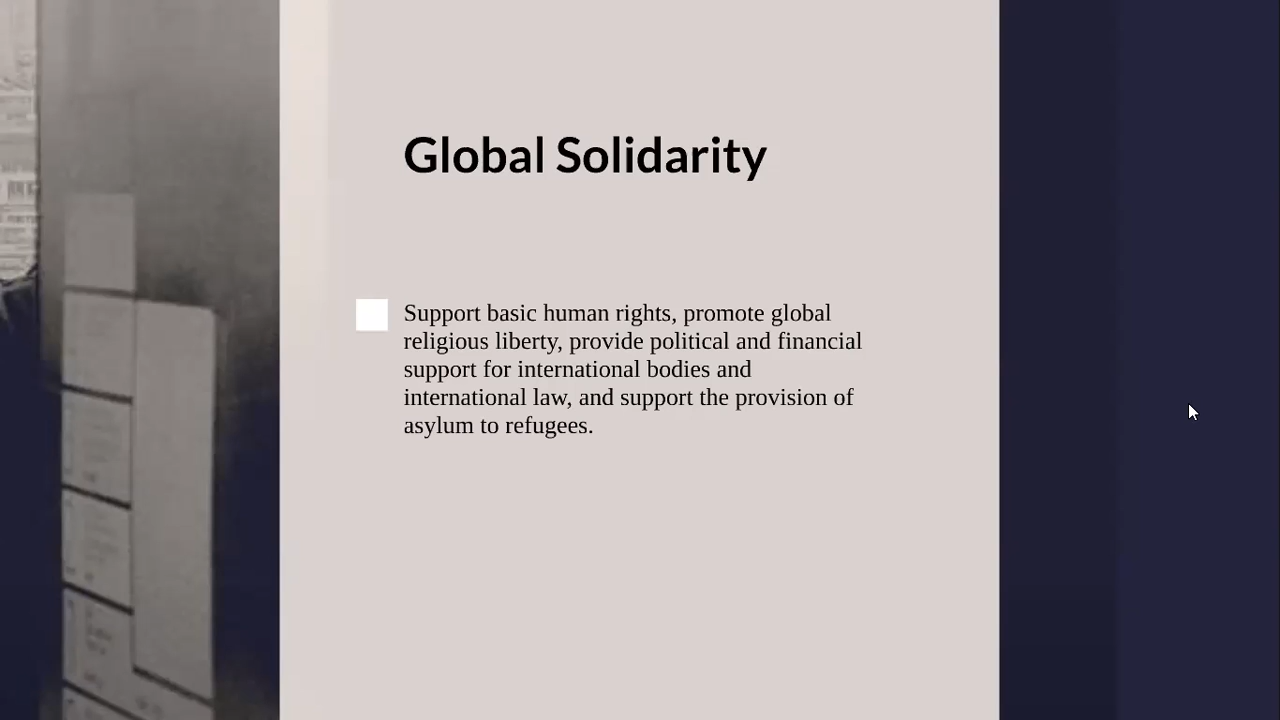 Global Solidarity
Support basic human rights, promote global
religious liberty, provide political and financial
support for international bodies and
international law, and support the provision of
asylum to refugees.